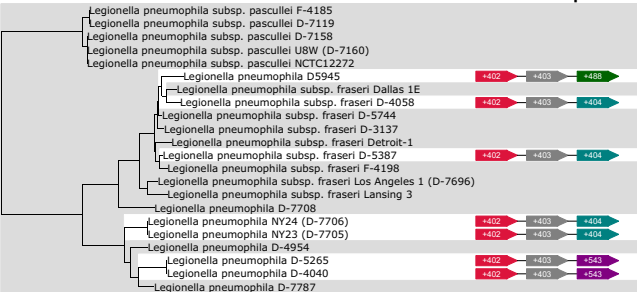 Legionella pneumophila subsp. pascullei F-4185
Legionella pneumophila subsp. pascullei D-7119
Legionella pneumophila subsp. pascullei D-7158
Legionella pneumophila subsp. pascullei U8W (D-7160)
Legionella pneumophila subsp. pascullei NCTC12272
Legionella pneumophila D5945 +402 +403 +488
Legionella pneumophila subsp. fraseri Dallas 1E
Legionella pneumophila subsp. fraseri D-4058 +402 +403 +404
Legionella pneumophila subsp. fraseri D-5744
Legionella pneumophila subsp. fraseri D-3137
Legionella pneumophila subsp. fraseri Detroit-1
Legionella pneumophila subsp. fraseri D-5387 +402 +403 +404
Legionella pneumophila subsp. fraseri F-4198
Legionella pneumophila subsp. fraseri Los Angeles 1 (D-7696)
Legionella pneumophila subsp. fraseri Lansing 3
Legionella pneumophila D-7708
Legionella pneumophila NY24 (D-7706) +402 +403 +404
Legionella pneumophila NY23 (D-7705) +402 +403 +404
Legionella pneumophila D-4954
Legionella pneumophila D-5265 +402 +403 +543
Legionella pneumophila D-4040 +402 +403 +543
Legionella pneumophila D-7787